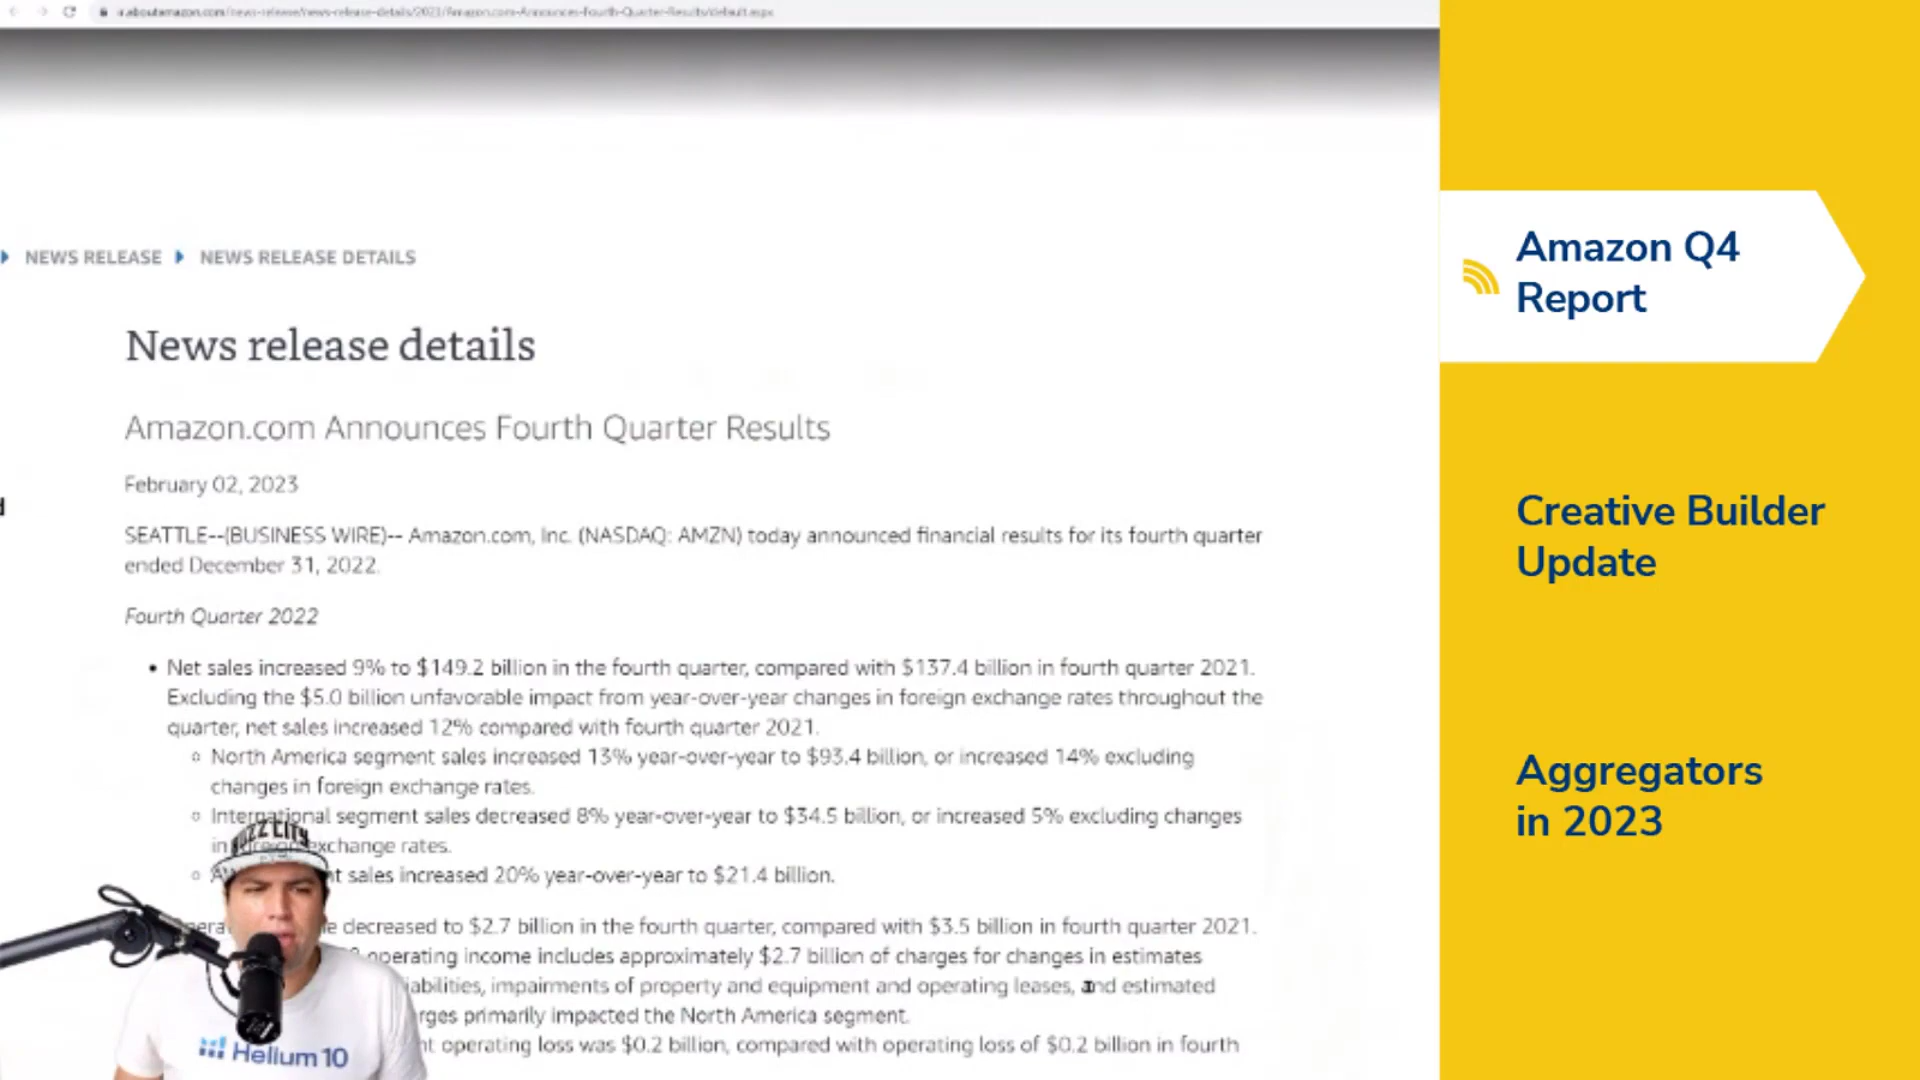 NEWS RELEASE NEWS RELEASE DETAILS
News release details
Amazon.com Announces Fourth Quarter Results
February 02, 2023
SEATTLE--(BUSINESS WIRE)-- Amazon.com, Inc. (NASDAQ: AMZN) today announced financial results for its fourth quarter
ended December 31, 2022.
Fourth Quarter 2022
Net sales increased 9% to $149.2 billion in the fourth quarter, compared with $137.4 billion in fourth quarter 2021.
Excluding the $5.0 billion unfavorable impact from year-over-year changes in foreign exchange rates throughout the
quarter, net sales increased 12% compared with fourth quarter 2021.
North America segment sales increased 13% year-over-year to $93.4 billion, or increased 14% excluding
changes in foreign exchange rates.
International segment sales decreased 8% year-over-year to $34.5 billion, or increased 5% excluding changes
in foreign exchange rates.
sales increased 20% year-over-year to $21.4 billion.
decreased to $2.7 billion in the fourth quarter, compared with $3.5 billion in fourth quarter 2021.
operating income includes approximately $2.7 billion of charges for changes in estimates
iabilities, impairments of property and equipment and operating leases, and estimated
rges primarily impacted the North America segment.
operating loss was $0.2 billion, compared with operating loss of $0.2 billion in fourth
Helium 10
Amazon Q4
Report
Creative Builder
Update
Aggregators
in 2023